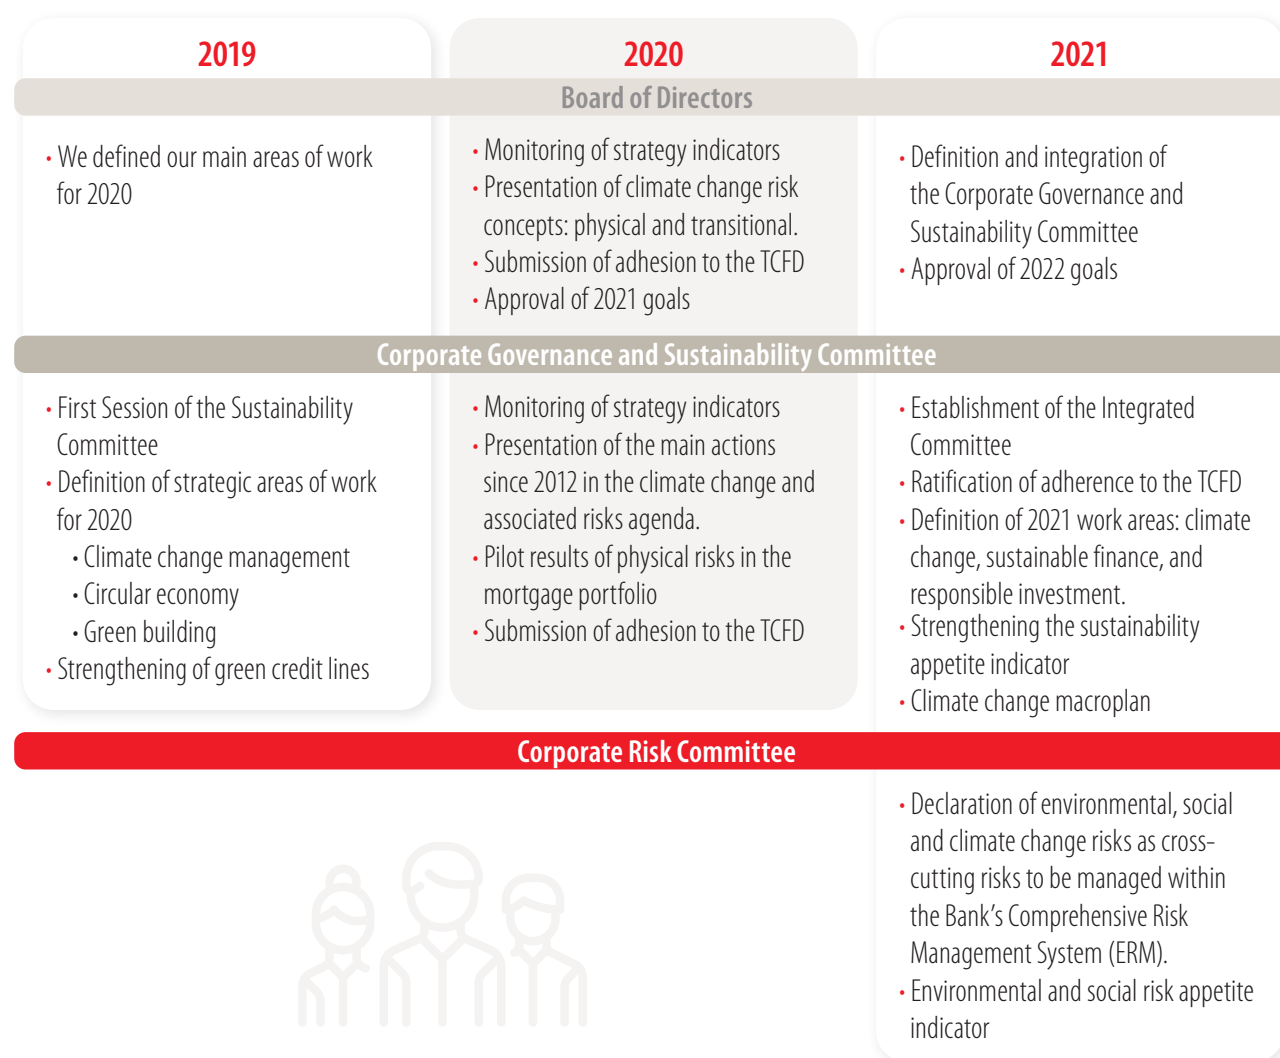 2019
2020
2021
Board of Directors
• We defined our main areas of work
for 2020
• Monitoring of strategy indicators
• Presentation of climate change risk
concepts: physical and transitional.
• Submission of adhesion to the TCFD
• Approval of 2021 goals
• Definition and integration of
the Corporate Governance and
Sustainability Committee
• Approval of 2022 goals
Corporate Governance and Sustainability Committee
• First Session of the Sustainability
Committee
• Definition of strategic areas of work
for 2020
• Climate change management
• Circular economy
• Green building
• Strengthening of green credit lines
• Monitoring of strategy indicators
• Presentation of the main actions
since 2012 in the climate change and
associated risks agenda.
• Pilot results of physical risks in the
mortgage portfolio
• Submission of adhesion to the TCFD
• Establishment of the Integrated
Committee
• Ratification of adherence to the TCFD
• Definition of 2021 work areas: climate
change, sustainable finance, and
responsible investment.
• Strengthening the sustainability
appetite indicator
• Climate change macroplan
Corporate Risk Committee
• Declaration of environmental, social
and climate change risks as cross-
cutting risks to be managed within
the Bank's Comprehensive Risk
Management System (ERM).
• Environmental and social risk appetite
indicator